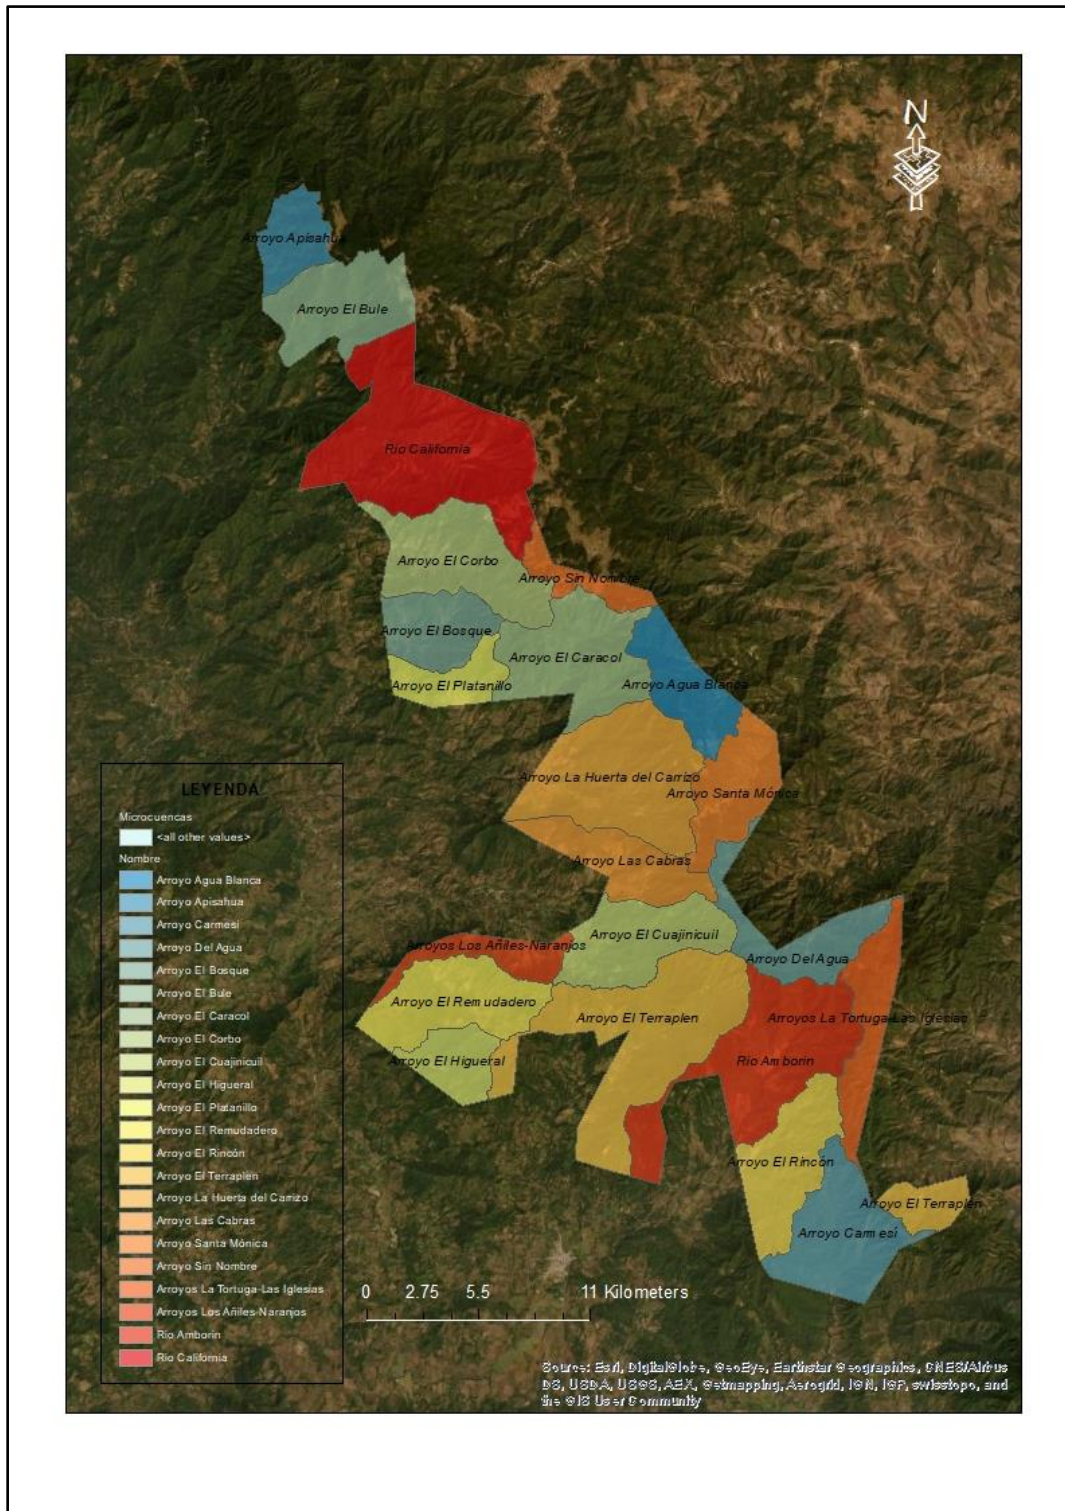 N
Arroyo Apisahua
Arroyo El Bule
Rio California
Arroyo El Corbo
Arroyo Sin Nombre
Arroyo El Bosque
Arroyo El Caracol
Arroyo El Platanillo
Arroyo Agua Blanca
Arroyo La Huerta del Carrizo
Arroyo Santa Mónica
Arroyo Las Cabras
Arroyo El Cuajinicuil
Arroyos Los Añiles-Naranjos
Arroyo Del Agua
Arroyo El Remudadero
Arroyo El Terraplen
Arroyos La Tortuga-Las Iglesias
Arroyo El Higueral
Rio Amborin
Arroyo El Rincón
Arroyo El Terraplen
Arroyo Carmesí
LEYENDA
Microcuencas
<all other values>
Nombre
Arroyo Agua Blanca
Arroyo Apisahua
Arroyo Carmesí
Arroyo Del Agua
Arroyo El Bosque
Arroyo El Bule
Arroyo El Caracol
Arroyo El Corbo
Arroyo El Cuajinicuil
Arroyo El Higueral
Arroyo El Platanillo
Arroyo El Remudadero
Arroyo El Rincón
Arroyo El Terraplen
Arroyo La Huerta del Carrizo
Arroyo Las Cabras
Arroyo Santa Mónica
Arroyo Sin Nombre
Arroyos La Tortuga-Las Iglesias
Arroyos Los Añiles-Naranjos
Rio Amborin
Rio California
0 2.75 5.5 11 Kilometers
Source: Esri, DigitalGlobe, GeoEye, Earthstar Geographics, CNES/Airbus
DS, USDA, USGS, AEX, Getmapping, Aerogrid, IGN, IGP, swisstopo, and
the GIS User Community